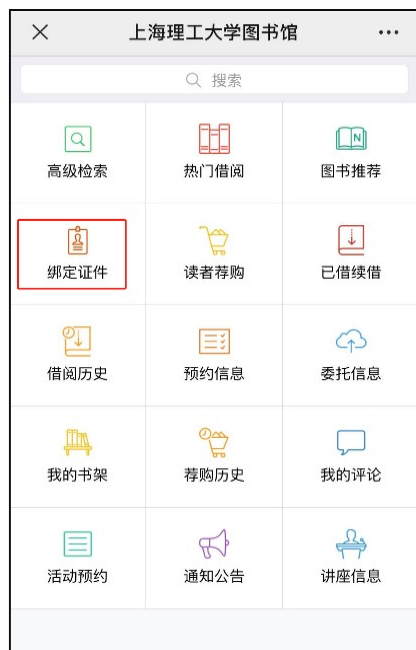 上海理工大学图书馆
搜索
高级检索 热门借阅 图书推荐
N
绑定证件 读者荐购 已借续借
借阅历史 预约信息 委托信息
我的书架 荐购历史 我的评论
活动预约 通知公告 讲座信息